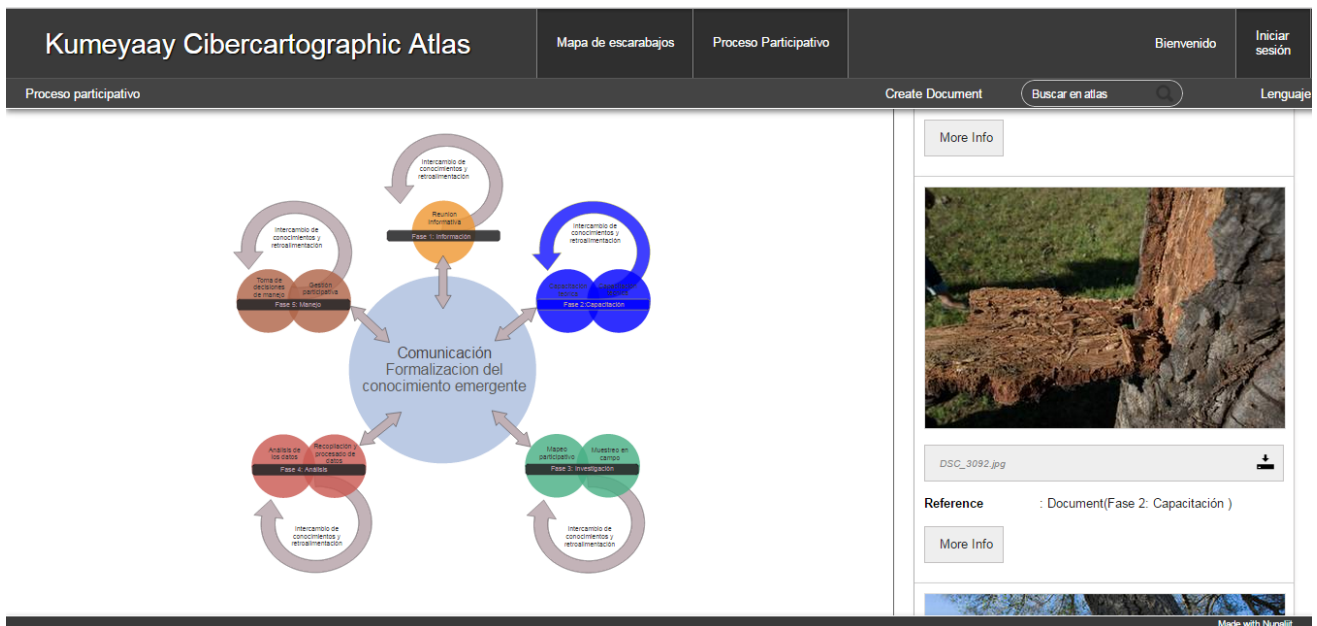 Kumeyaay Cibercartographic Atlas
Mapa de escarabajos
Proceso Participativo
Bienvenido
Iniciar
sesión
Proceso participativo
Create Document
Buscar en atlas
Lenguaje
Intercambio de
conocimientos y
retroalimentación
Reunion
informativa
Fase 1: Información
Intercambio de
conocimientos y
retroalimentación
Fase 2:Capacitación
Intercambio de
conocimientos y
retroalimentación
Toma de
decisiones
de manejo
Gestión
participativa
Fase 5: Manejo
Comunicación
Formalizacion del
conocimiento emergente
Análisis de
los datos
Recopilación y
procesado de
datos
Fase 4: Análisis
Intercambio de
conocimientos y
retroalimentación
Mapeo
participativo
Muestres en
campo
Fase 3: Investigación
Intercambio de
conocimientos y
retroalimentación
More Info
DSC_3092.jpg
Reference : Document(Fase 2: Capacitación )
More Info
Made with Nunaliit